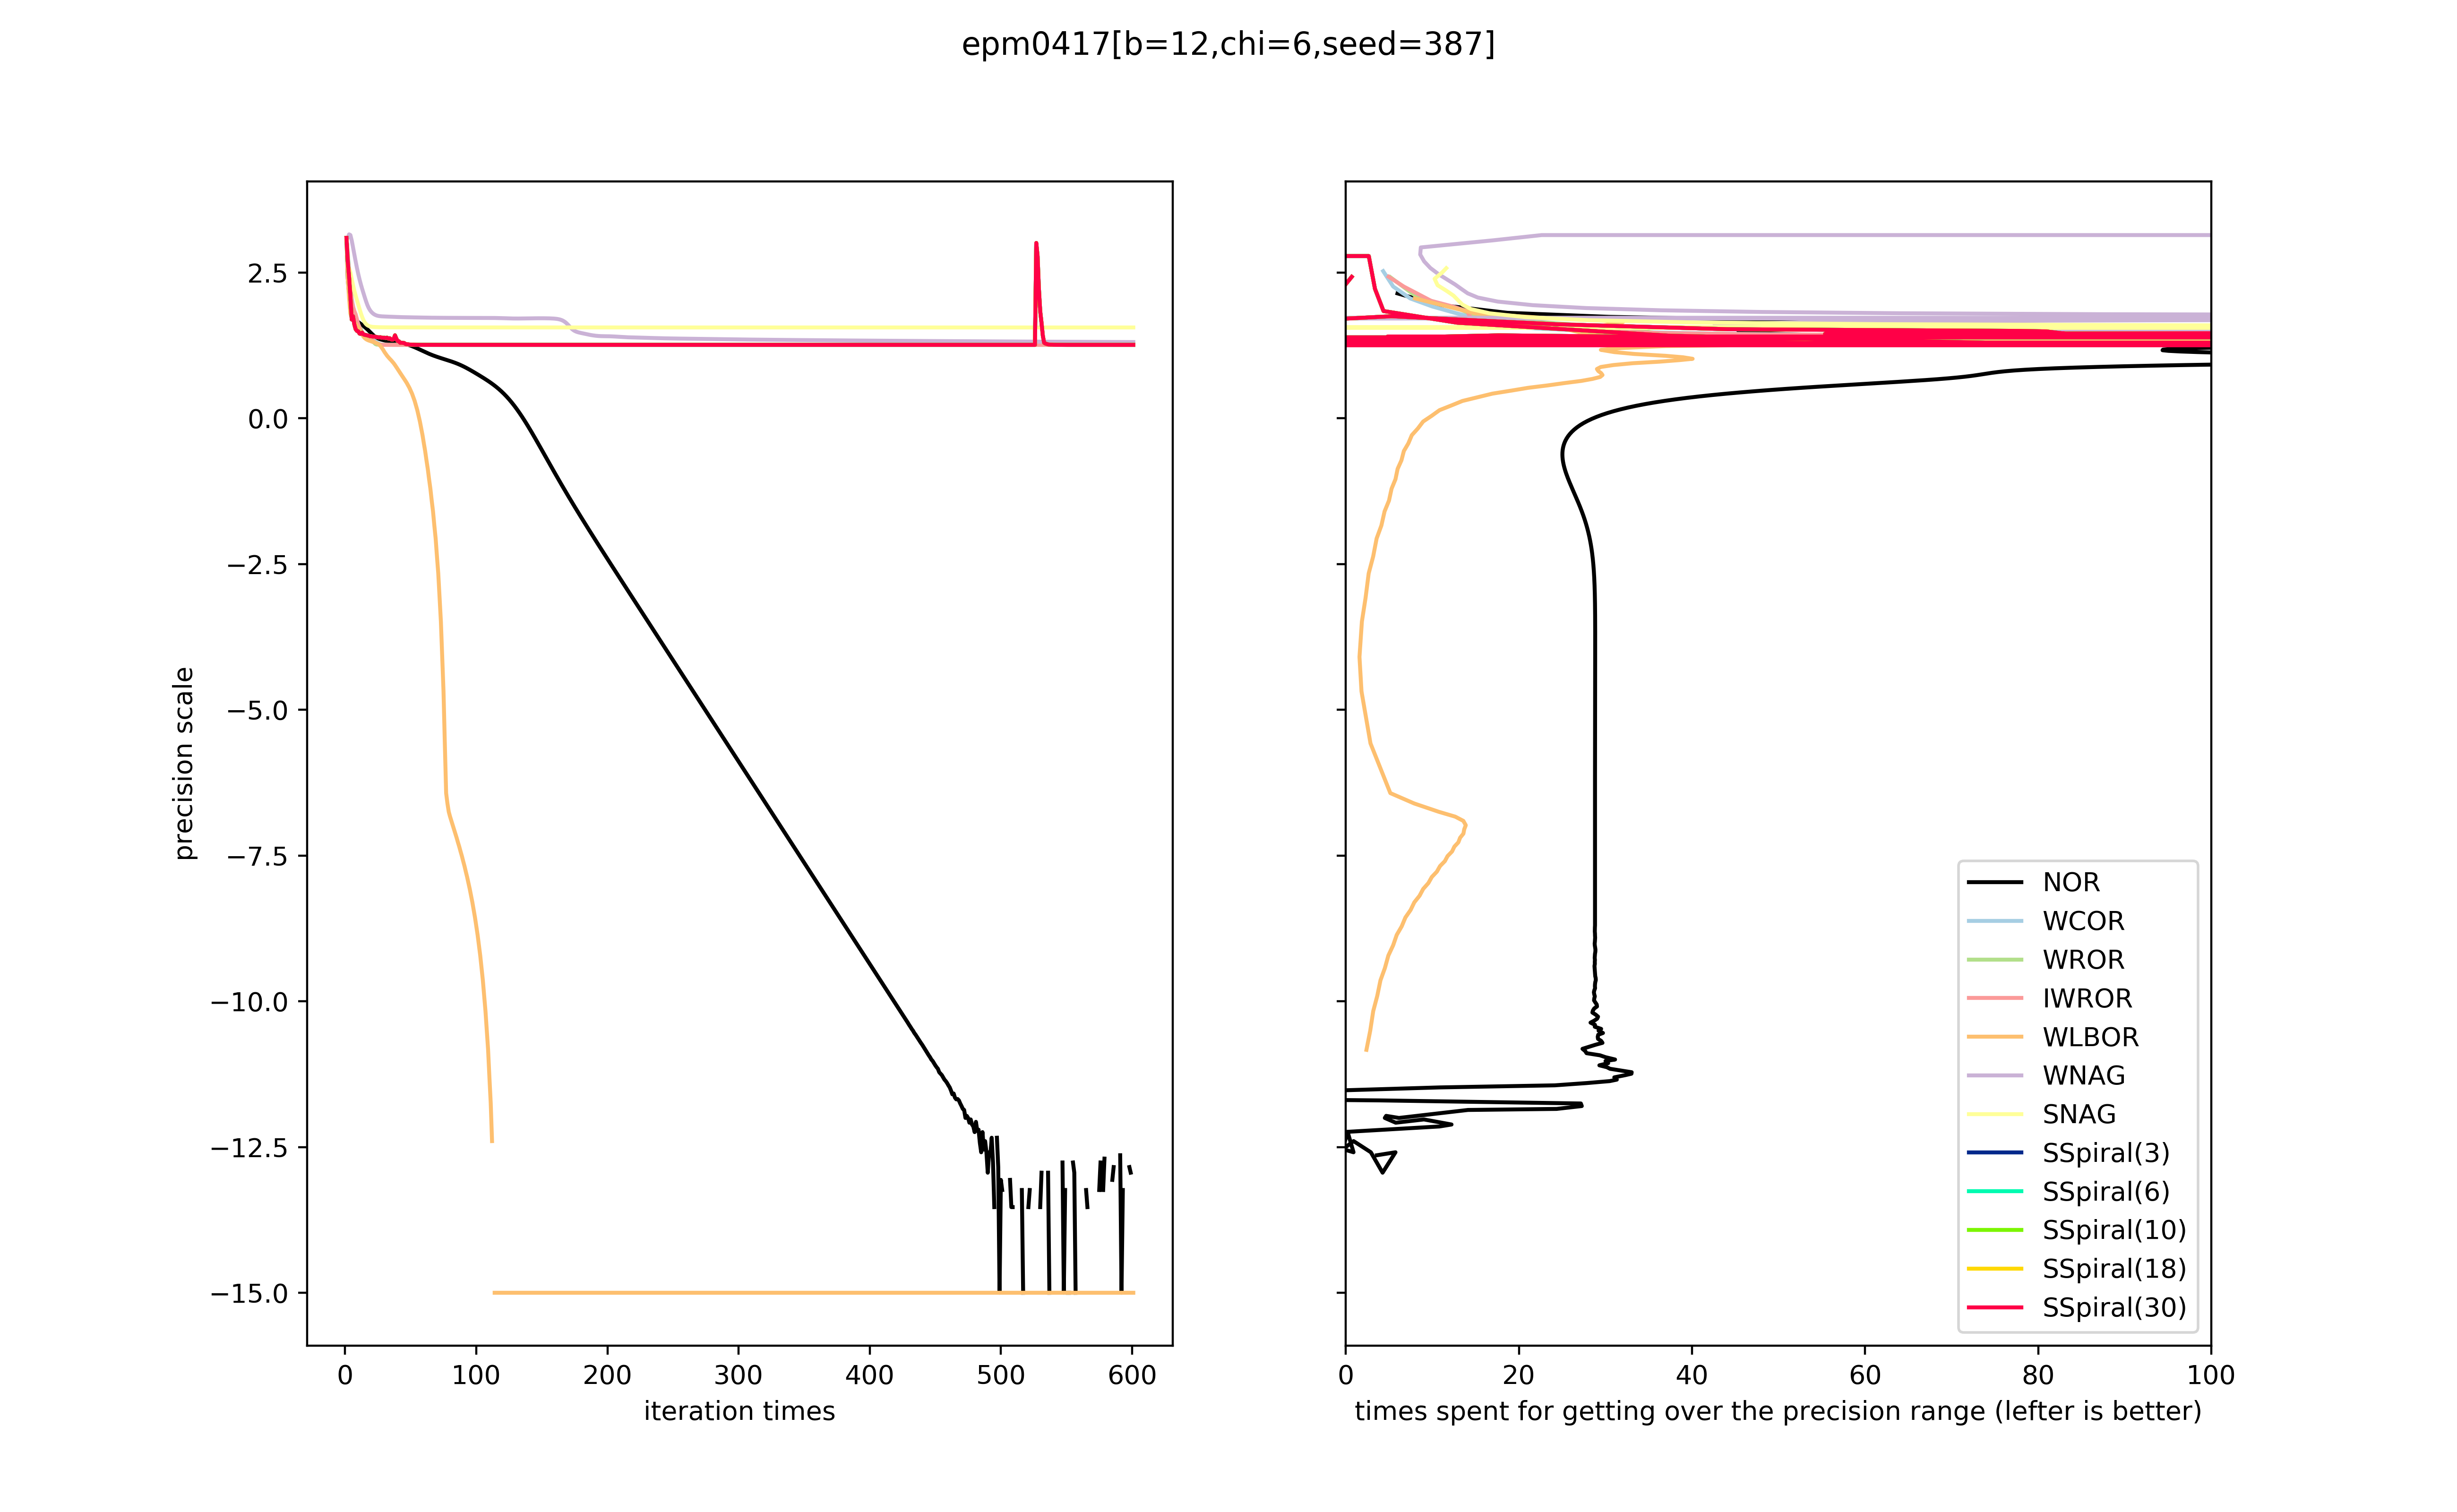 epm0417[b=12,chi=6,seed=387]
precision scale
2.5
0.0
−2.5
−5.0
−7.5
−10.0
−12.5
−15.0
0 100 200 300 400 500 600
iteration times
0 20 40 60 80 100
times spent for getting over the precision range (lefter is better)
NOR
WCOR
WROR
IWROR
WLBOR
WNAG
SNAG
SSpiral(3)
SSpiral(6)
SSpiral(10)
SSpiral(18)
SSpiral(30)